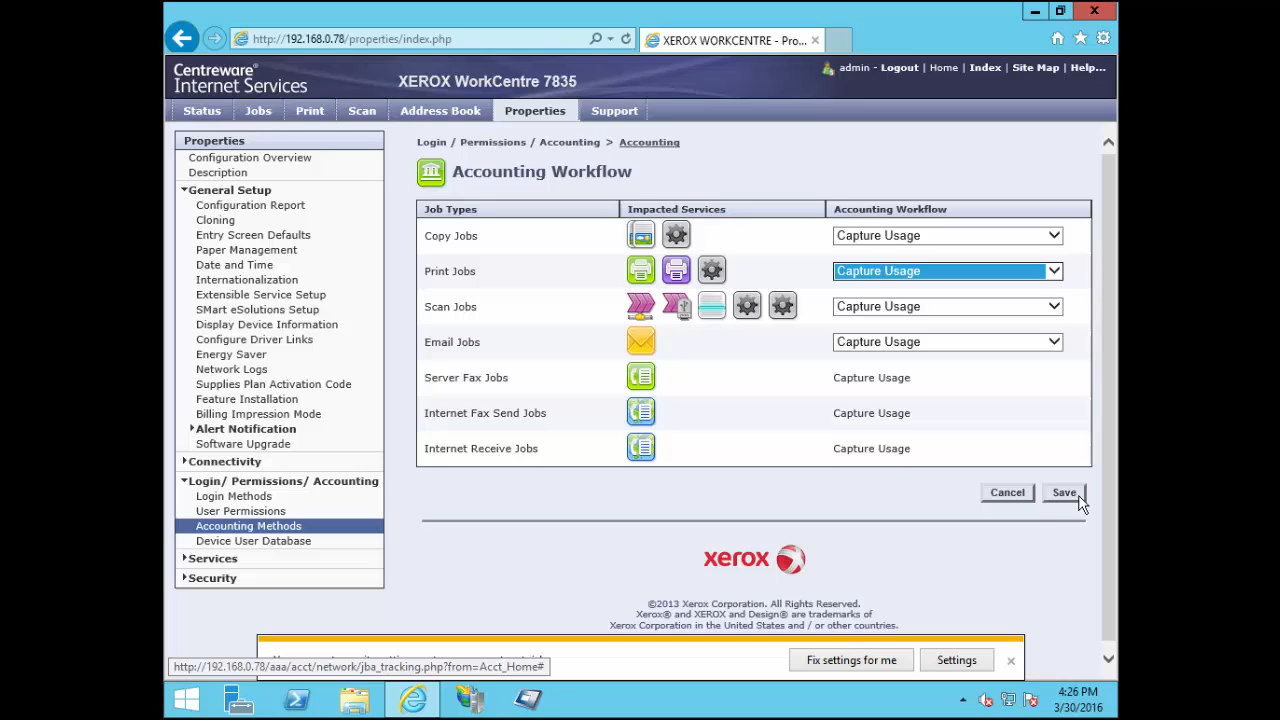 http://192.168.0.78/properties/index.php
XEROX WORKCENTRE - Pro...
Centreware®
Internet Services
XEROX WorkCentre 7835
admin - Logout | Home | Index | Site Map | Help...
Status
Jobs
Print
Scan
Address Book
Properties
Support
Properties
Configuration Overview
Description
General Setup
Configuration Report
Cloning
Entry Screen Defaults
Paper Management
Date and Time
Internationalization
Extensible Service Setup
SMart eSolutions Setup
Display Device Information
Configure Driver Links
Energy Saver
Network Logs
Supplies Plan Activation Code
Feature Installation
Billing Impression Mode
Alert Notification
Software Upgrade
Connectivity
Login/ Permissions/ Accounting
Login Methods
User Permissions
Accounting Methods
Device User Database
Services
Security
Login / Permissions / Accounting > Accounting
Accounting Workflow
Job Types Impacted Services Accounting Workflow
Copy Jobs Capture Usage
Print Jobs Capture Usage
Scan Jobs Capture Usage
Email Jobs Capture Usage
Server Fax Jobs Capture Usage
Internet Fax Send Jobs Capture Usage
Internet Receive Jobs Capture Usage
Cancel
Save
xerox
©2013 Xerox Corporation. All Rights Reserved.
Xerox® and XEROX and Design® are trademarks of
Xerox Corporation in the United States and / or other countries.
Fix settings for me
Settings
http://192.168.0.78/aaa/acct/network/jba_tracking.php?from=Acct_Home#
4:26 PM
3/30/2016